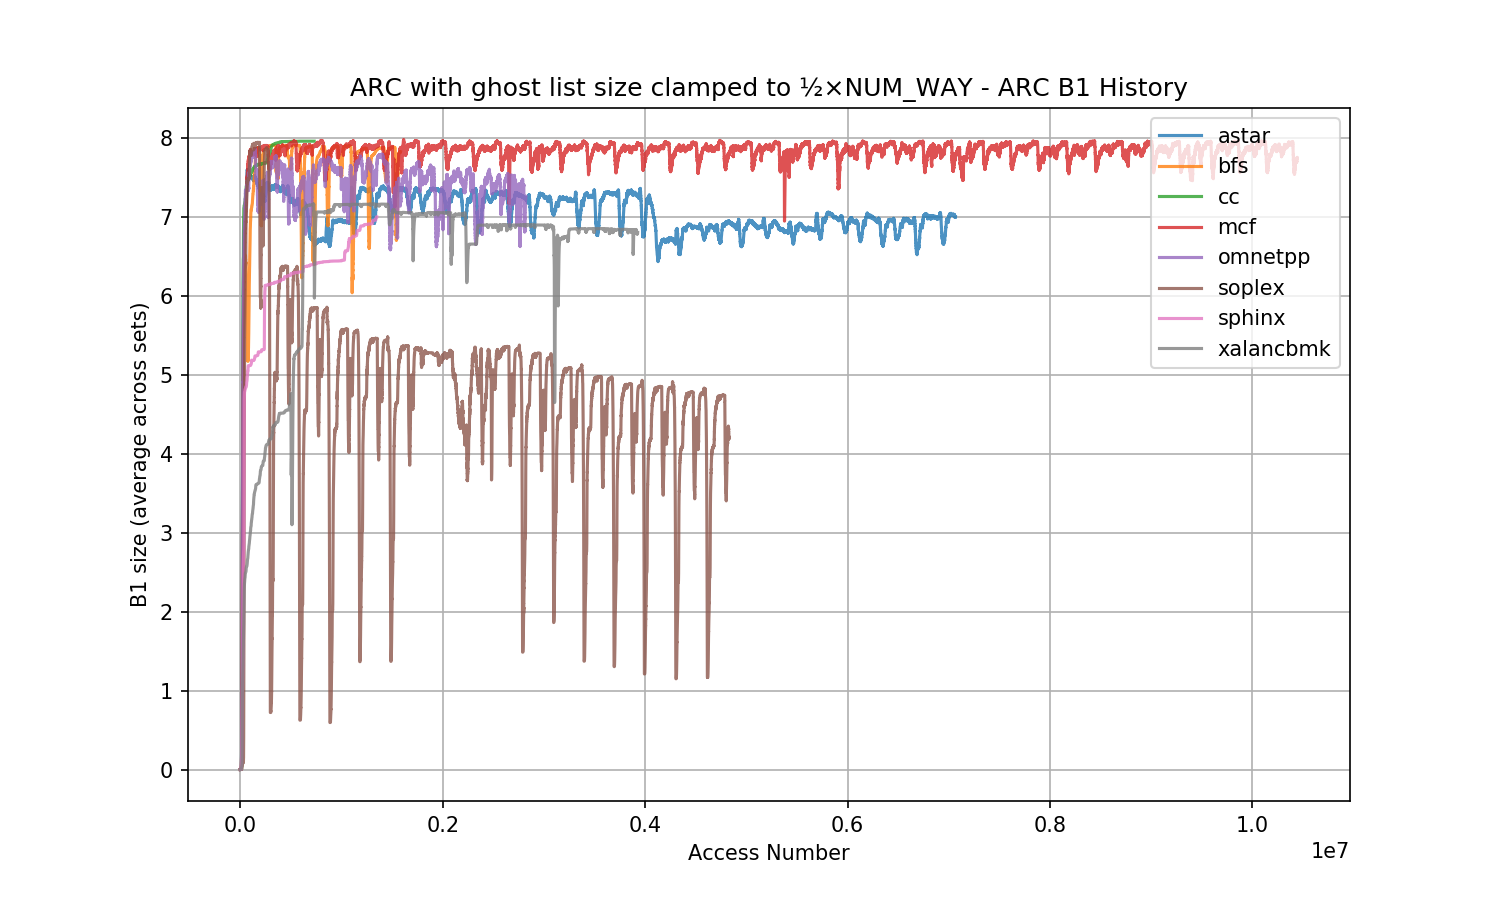 ARC with ghost list size clamped to ½×NUM_WAY - ARC B1 History
B1 size (average across sets)
8
7
6
5
4
3
2
1
0
0.0 0.2 0.4 0.6 0.8 1.0
1e7
Access Number
astar
bfs
cc
mcf
omnetpp
soplex
sphinx
xalancbmk